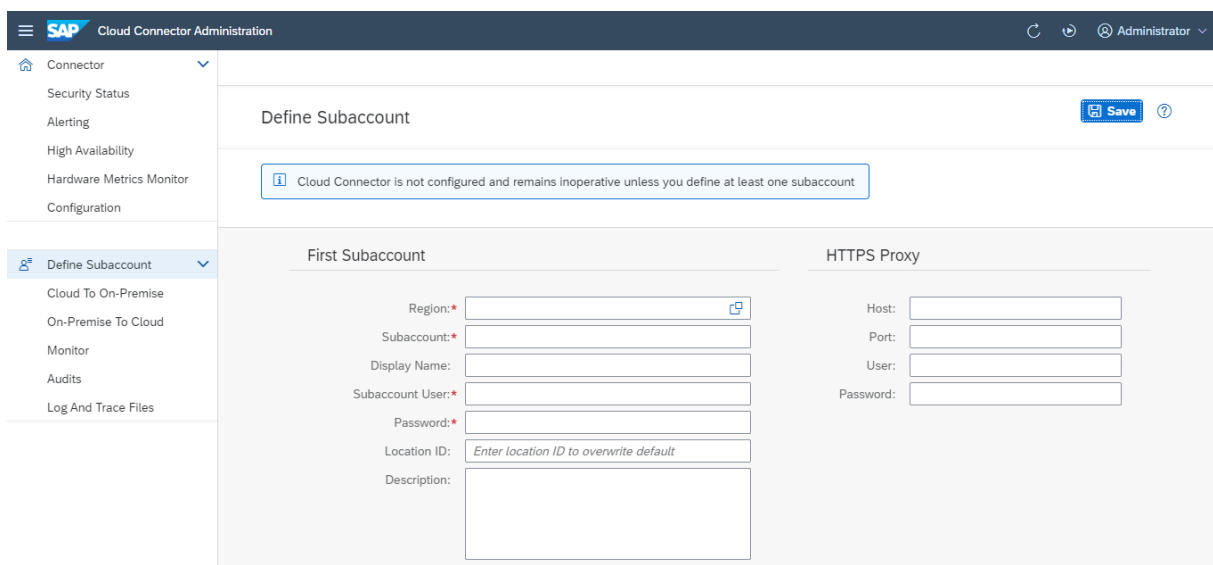 SAP Cloud Connector Administration
Administrator
Connector
Security Status
Alerting
High Availability
Hardware Metrics Monitor
Configuration
Define Subaccount
Cloud To On-Premise
On-Premise To Cloud
Monitor
Audits
Log And Trace Files
Define Subaccount
Save
Cloud Connector is not configured and remains inoperative unless you define at least one subaccount
First Subaccount
Region:*
Subaccount:*
Display Name:
Subaccount User:*
Password:*
Location ID: Enter location ID to overwrite default
Description:
HTTPS Proxy
Host:
Port:
User:
Password: